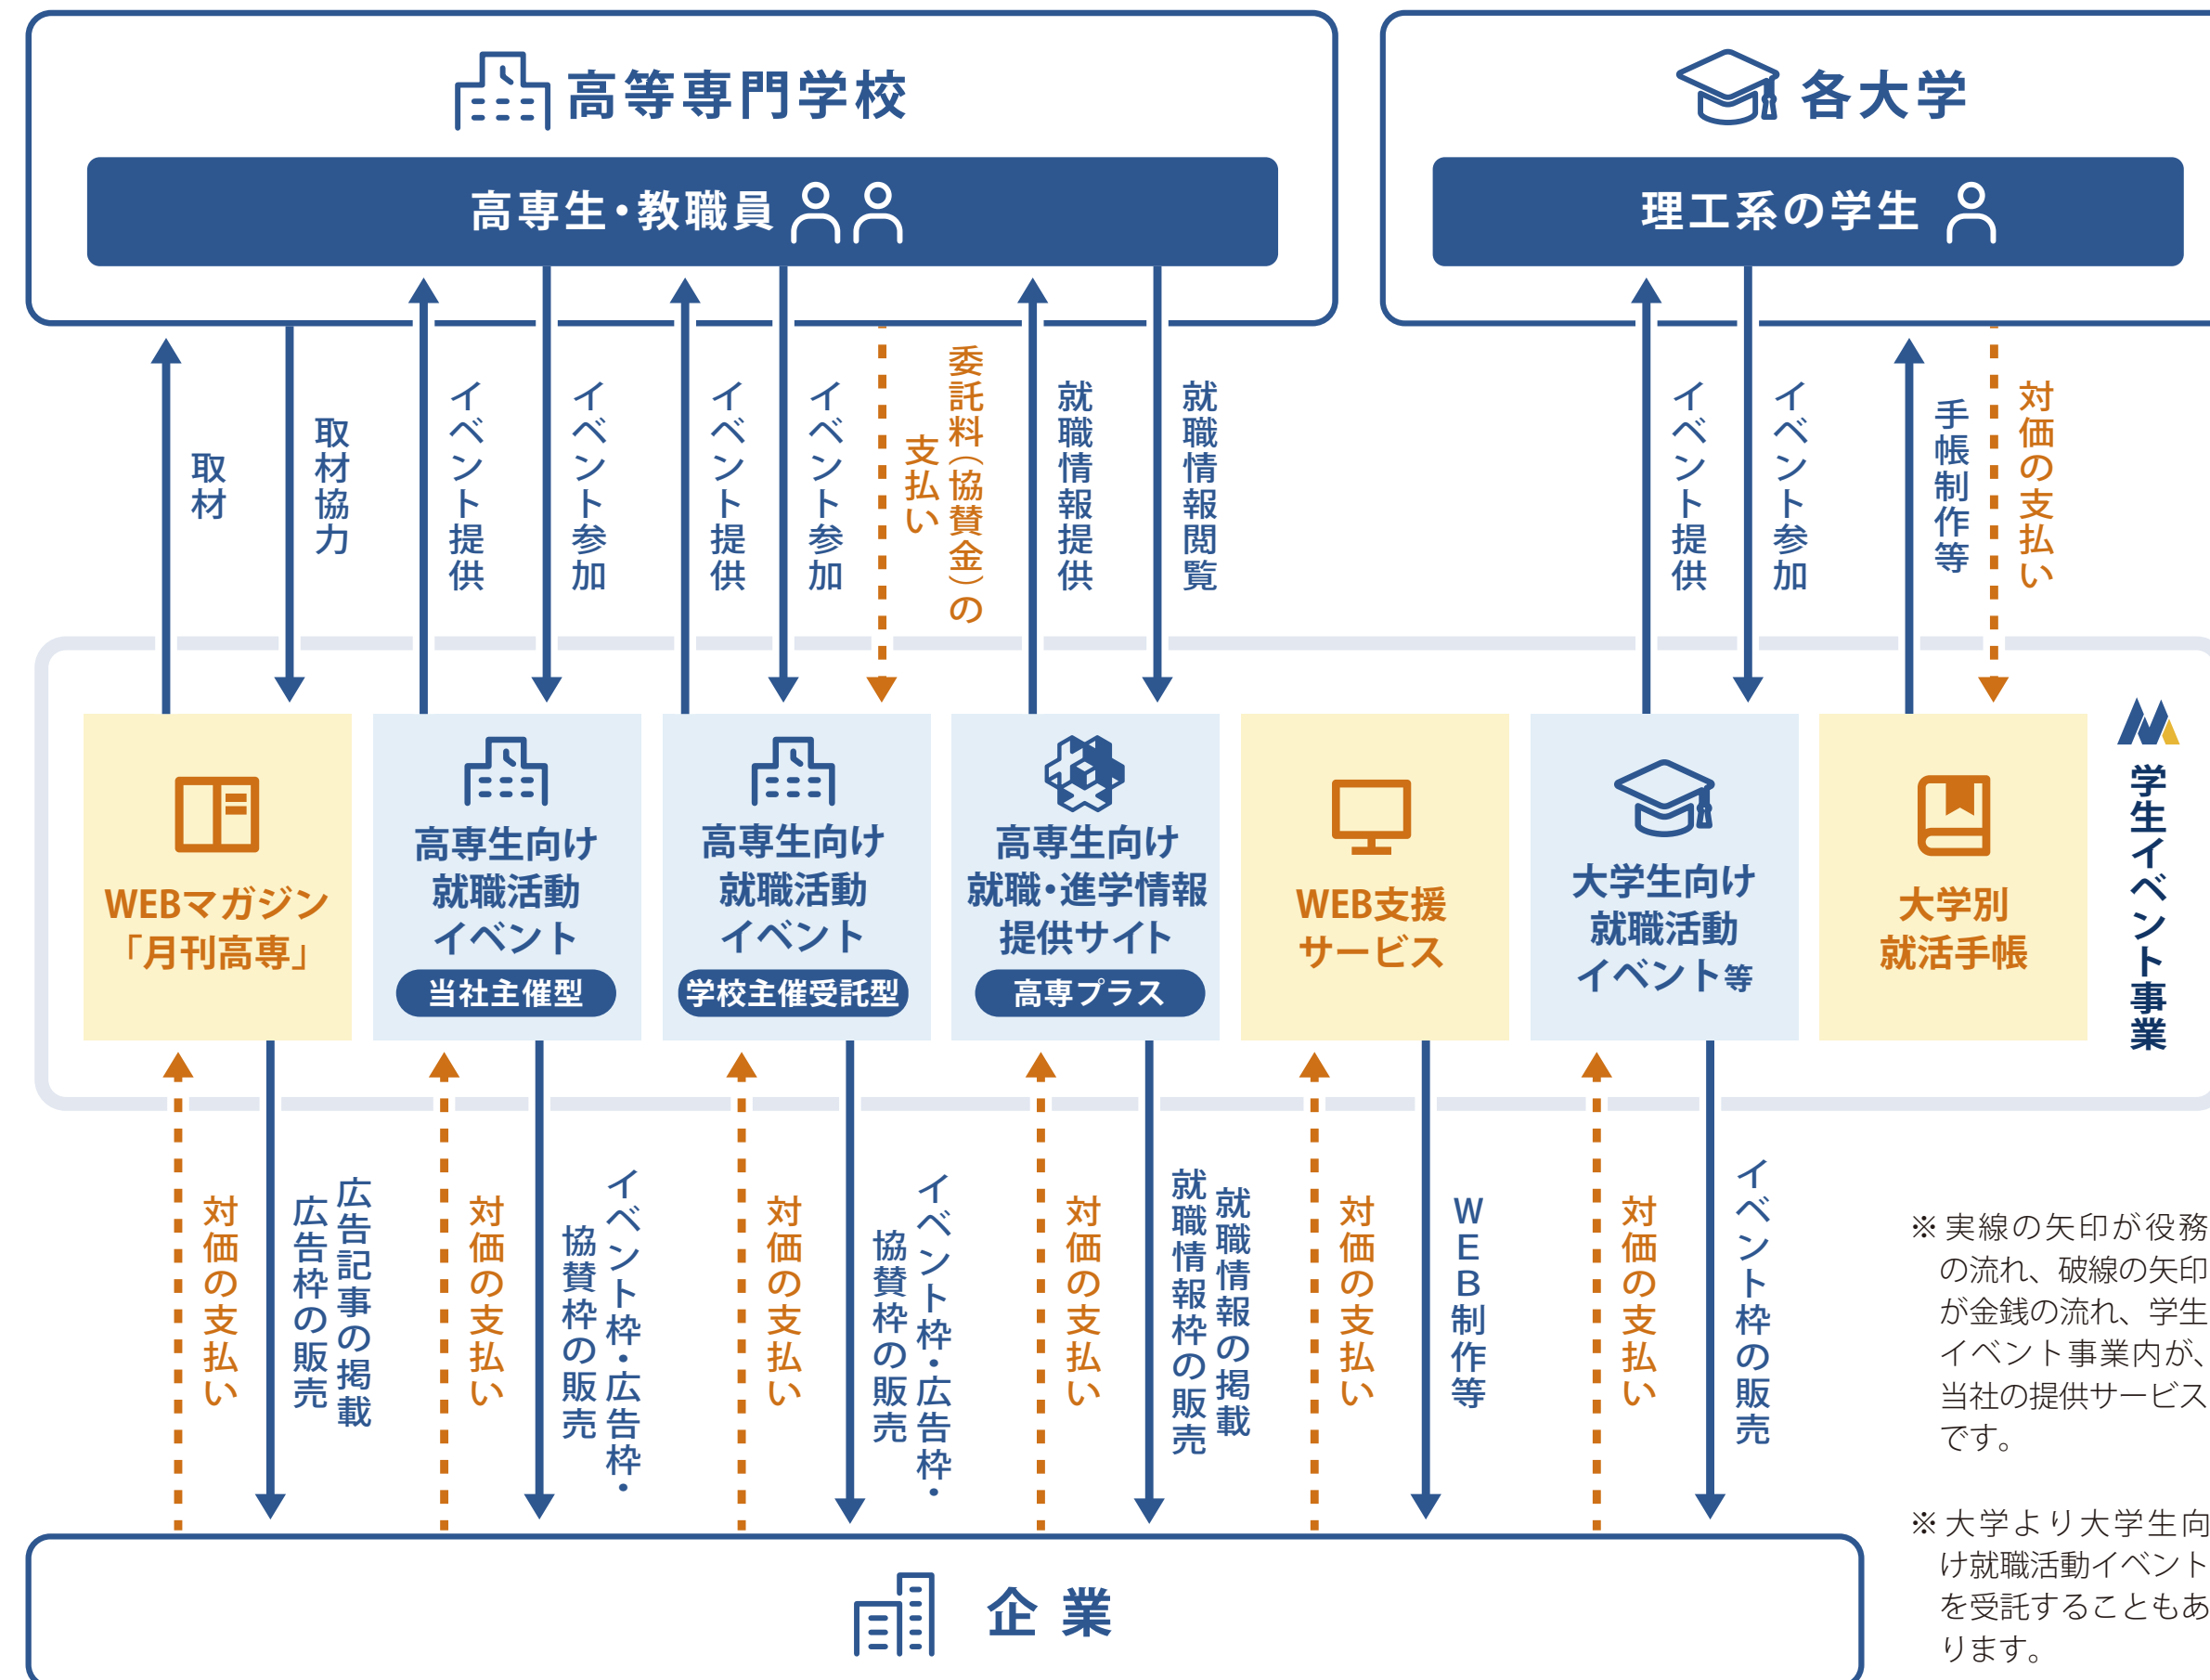 高等専門学校
高専生・教職員
各大学
理工系の学生
取材
取材協力
イベント提供
イベント参加
イベント提供
イベント参加
委託料（協賛金）の
支払い
就職情報提供
就職情報閲覧
イベント提供
イベント参加
手帳制作等
対価の支払い
WEBマガジン
「月刊高専」
高専生向け
就職活動
イベント
当社主催型
高専生向け
就職活動
イベント
学校主催受託型
高専生向け
就職・進学情報
提供サイト
高専プラス
WEB支援
サービス
大学生向け
就職活動
イベント等
大学別
就活手帳
学生イベント事業
対価の支払い
広告記事の掲載
広告枠の販売
対価の支払い
イベント枠・広告枠・
協賛枠の販売
対価の支払い
イベント枠・広告枠・
協賛枠の販売
対価の支払い
就職情報の掲載
就職情報枠の販売
対価の支払い
WEB制作等
対価の支払い
イベント枠の販売
※実線の矢印が役務
の流れ、破線の矢印
が金銭の流れ、学生
イベント事業内が、
当社の提供サービス
です。
※大学より大学生向
け就職活動イベント
を受託することもあ
ります。
企業